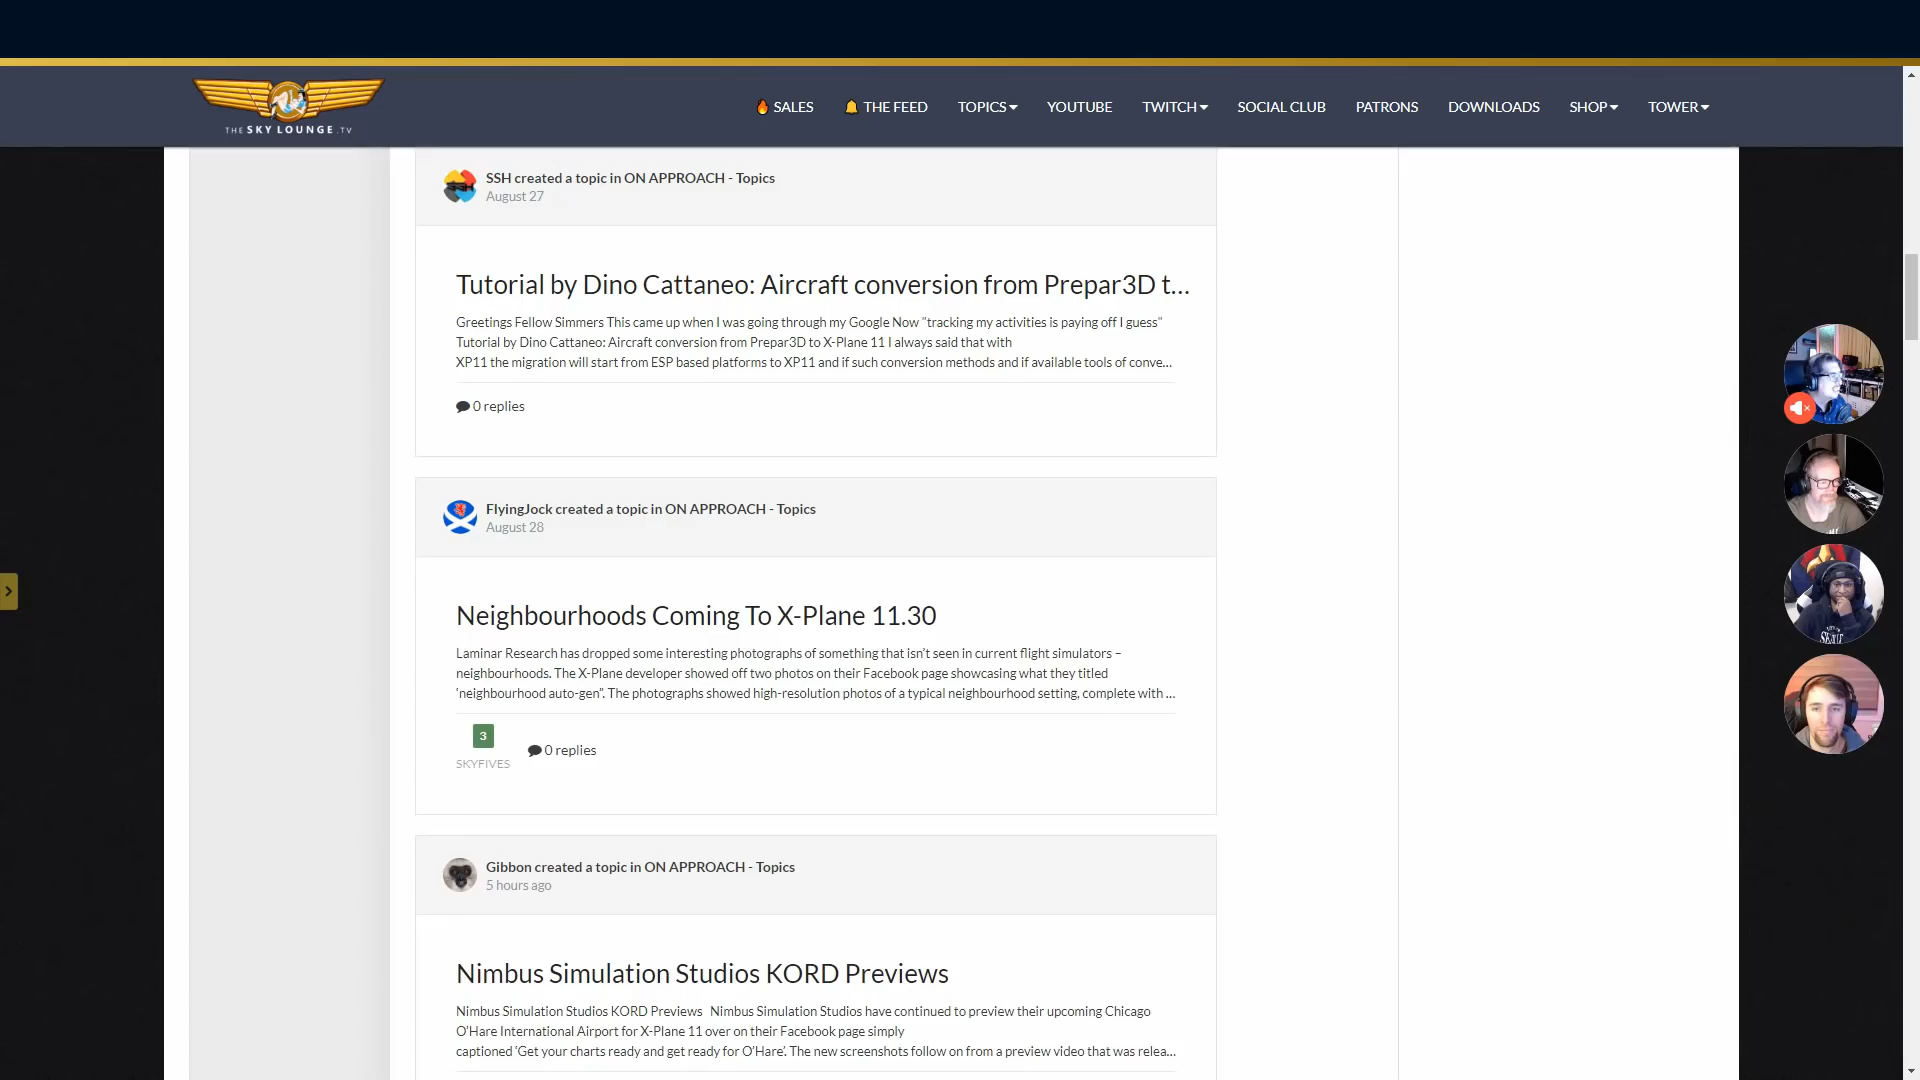 THE SKY LOUNGE .TV
SALES THE FEED TOPICS YOUTUBE TWITCH SOCIAL CLUB PATRONS DOWNLOADS SHOP TOWER
SSH created a topic in ON APPROACH - Topics
August 27
Tutorial by Dino Cattaneo: Aircraft conversion from Prepar3D t...
Greetings Fellow Simmers This came up when I was going through my Google Now "tracking my activities is paying off I guess"
Tutorial by Dino Cattaneo: Aircraft conversion from Prepar3D to X-Plane 11 I always said that with
XP11 the migration will start from ESP based platforms to XP11 and if such conversion methods and if available tools of conve...
0 replies
FlyingJock created a topic in ON APPROACH - Topics
August 28
Neighbourhoods Coming To X-Plane 11.30
Laminar Research has dropped some interesting photographs of something that isn't seen in current flight simulators –
neighbourhoods. The X-Plane developer showed off two photos on their Facebook page showcasing what they titled
'neighbourhood auto-gen". The photographs showed high-resolution photos of a typical neighbourhood setting, complete with ...
3
SKYFIVES
0 replies
Gibbon created a topic in ON APPROACH - Topics
5 hours ago
Nimbus Simulation Studios KORD Previews
Nimbus Simulation Studios KORD Previews Nimbus Simulation Studios have continued to preview their upcoming Chicago
O'Hare International Airport for X-Plane 11 over on their Facebook page simply
captioned 'Get your charts ready and get ready for O'Hare'. The new screenshots follow on from a preview video that was relea...